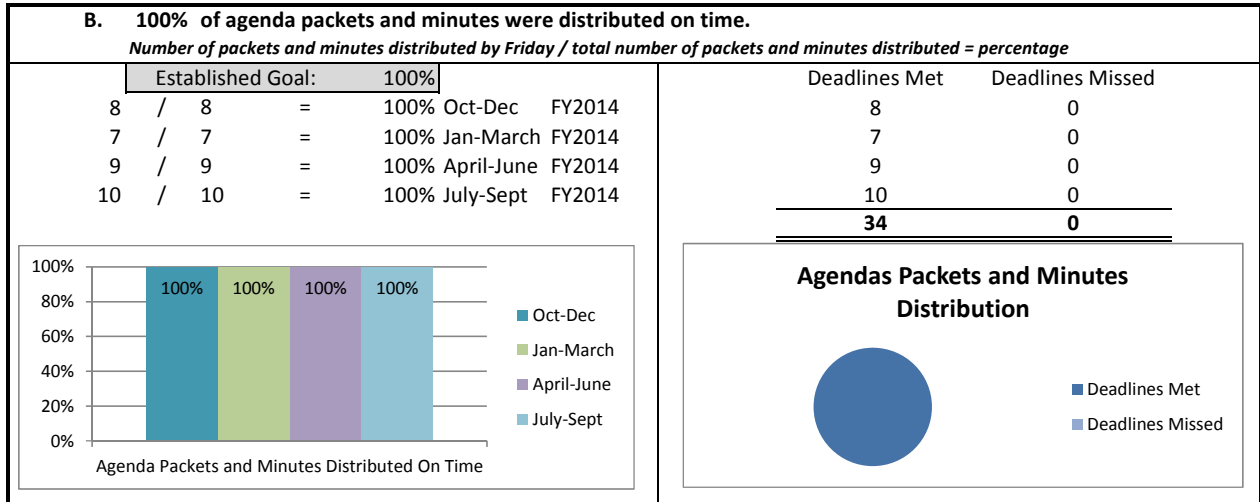 B. 100% of agenda packets and minutes were distributed on time.
Number of packets and minutes distributed by Friday / total number of packets and minutes distributed = percentage
Established Goal: 100%
8 / 8 = 100% Oct-Dec FY2014
7 / 7 = 100% Jan-March FY2014
9 / 9 = 100% April-June FY2014
10 / 10 = 100% July-Sept FY2014
100%
80%
60%
40%
20%
0%
100% 100% 100% 100%
Agenda Packets and Minutes Distributed On Time
Oct-Dec
Jan-March
April-June
July-Sept
Deadlines Met Deadlines Missed
8 0
7 0
9 0
10 0
34 0
Agendas Packets and Minutes
Distribution
Deadlines Met
Deadlines Missed